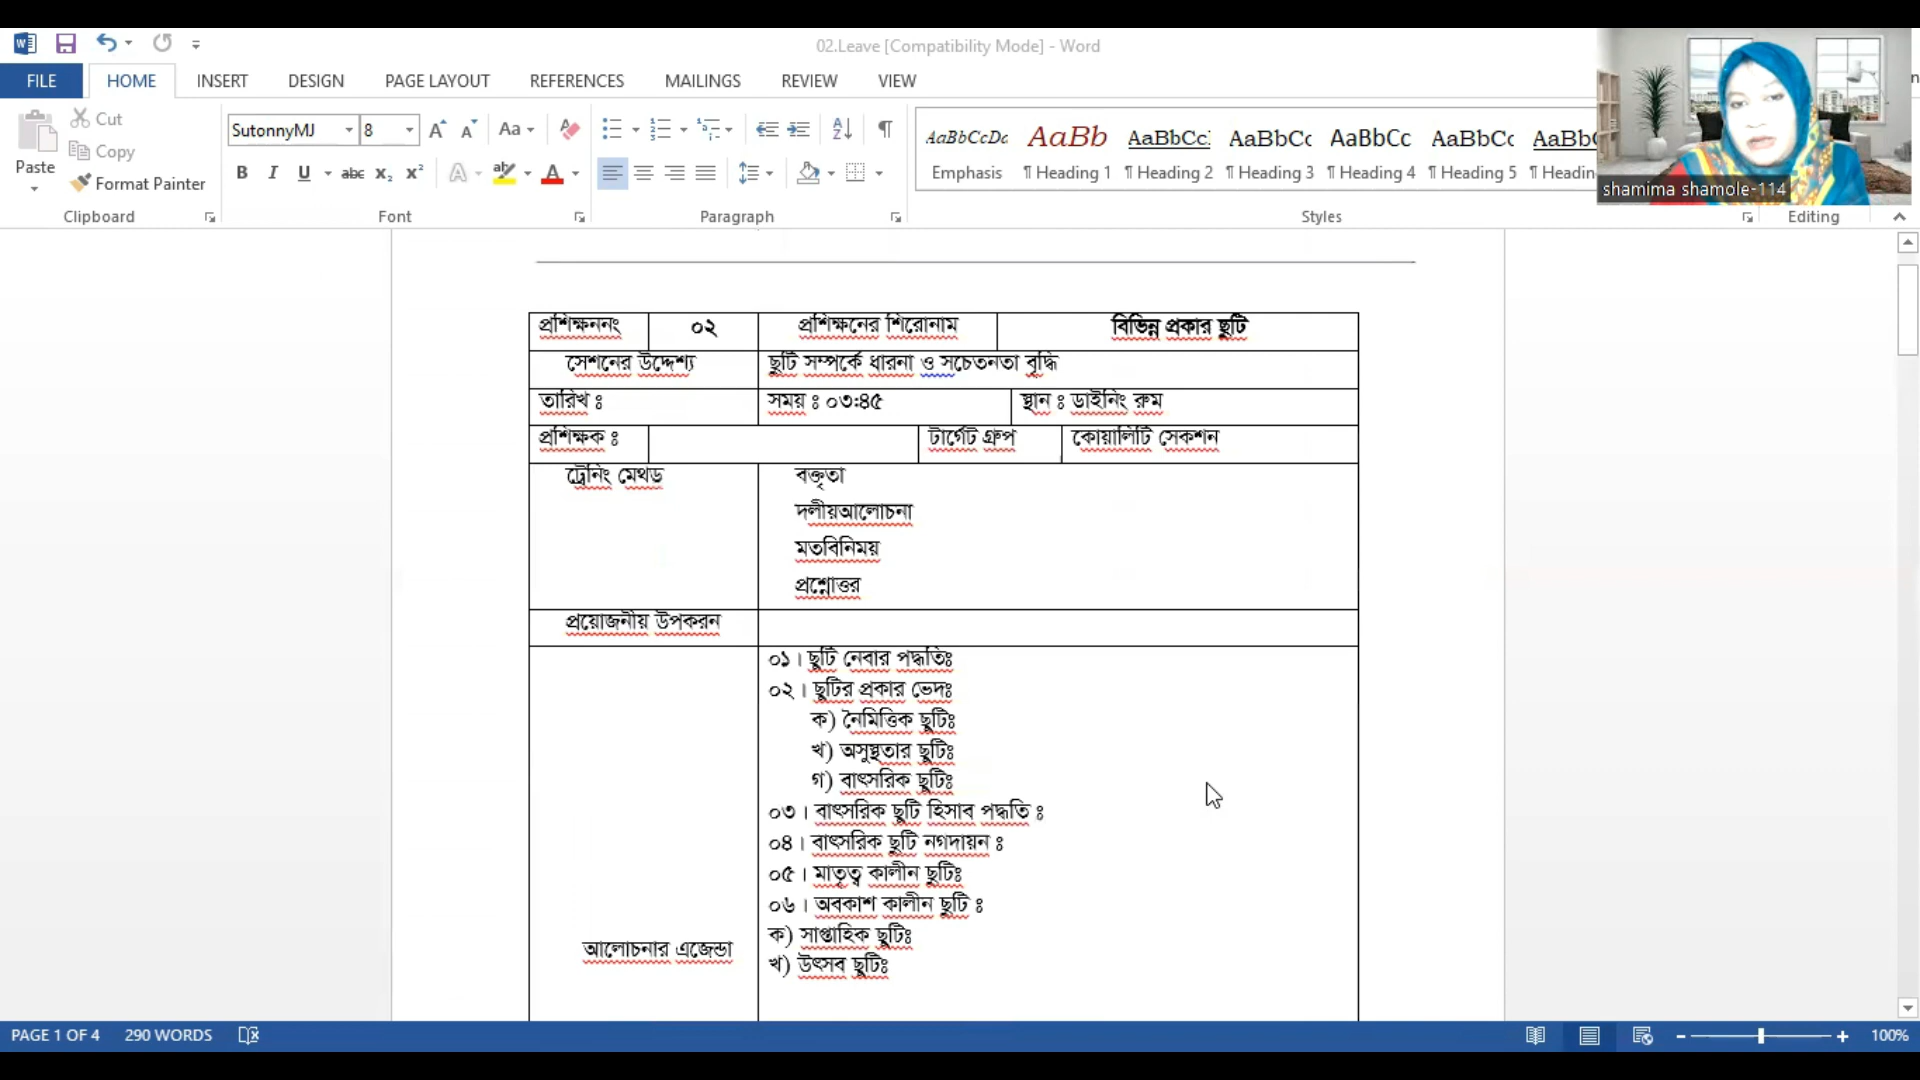 02.Leave [Compatibility Mode] - Word
FILE HOME INSERT DESIGN PAGE LAYOUT REFERENCES MAILINGS REVIEW VIEW
Paste
Cut
Copy
Format Painter
SutonnyMJ 8
AaBbCcDc AaBb AaBbCc AaBbCc AaBbCc AaBbCc AaBbC
Emphasis ¶ Heading 1 ¶ Heading 2 ¶ Heading 3 ¶ Heading 4 ¶ Heading 5 ¶ Headin
shamima shamole-114
Clipboard Font Paragraph Styles Editing
প্রশিক্ষননং ০২ প্রশিক্ষনের শিরোনাম বিভিন্ন প্রকার ছুটি
সেশনের উদ্দেশ্য ছুটি সম্পর্কে ধারনা ও সচেতনতা বৃদ্ধি
তারিখ ঃ সময় ঃ ০৩:৪৫ স্থান ঃ ডাইনিং রুম
প্রশিক্ষক ঃ টার্গেট গ্রুপ কোয়ালিটি সেকশন
ট্রেনিং মেথড বক্তৃতা
দলীয়আলোচনা
মতবিনিময়
প্রশ্নোত্তর
প্রয়োজনীয় উপকরন
০১। ছুটি নেবার পদ্ধতিঃ
০২। ছুটির প্রকার ভেদঃ
ক) নৈমিত্তিক ছুটিঃ
খ) অসুস্থতার ছুটিঃ
গ) বাৎসরিক ছুটিঃ
০৩। বাৎসরিক ছুটি হিসাব পদ্ধতি ঃ
০৪। বাৎসরিক ছুটি নগদায়ন ঃ
০৫। মাতৃত্ব কালীন ছুটিঃ
০৬। অবকাশ কালীন ছুটি ঃ
ক) সাপ্তাহিক ছুটিঃ
আলোচনার এজেন্ডা
খ) উৎসব ছুটিঃ
PAGE 1 OF 4 290 WORDS 100%